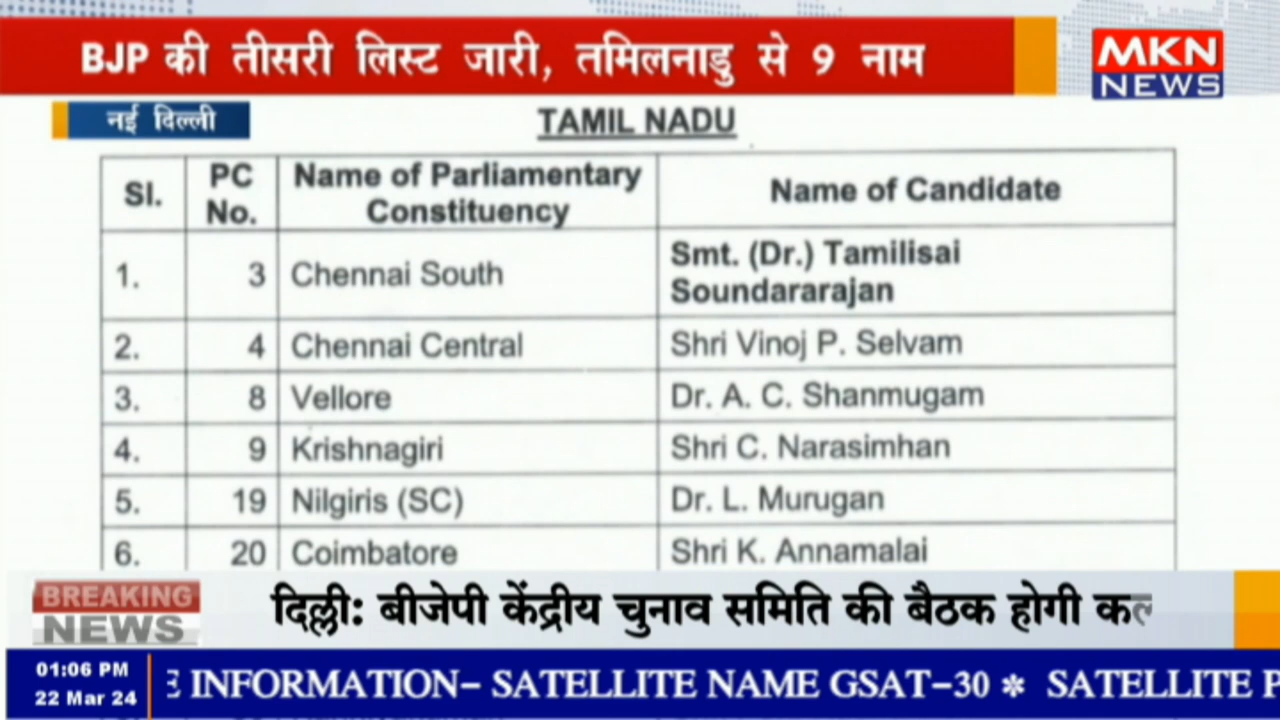 BJP की तीसरी लिस्ट जारी, तमिलनाडु से 9 नाम
MKN
NEWS
नई दिल्ली
TAMIL NADU
Sl. PC No. Name of Parliamentary Constituency Name of Candidate
1. 3 Chennai South Smt. (Dr.) Tamilisai Soundararajan
2. 4 Chennai Central Shri Vinoj P. Selvam
3. 8 Vellore Dr. A. C. Shanmugam
4. 9 Krishnagiri Shri C. Narasimhan
5. 19 Nilgiris (SC) Dr. L. Murugan
6. 20 Coimbatore Shri K. Annamalai
BREAKING
NEWS
दिल्ली: बीजेपी केंद्रीय चुनाव समिति की बैठक होगी
01:06 PM
22 Mar 24
INFORMATION– SATELLITE NAME GSAT–30 * SATELLITE